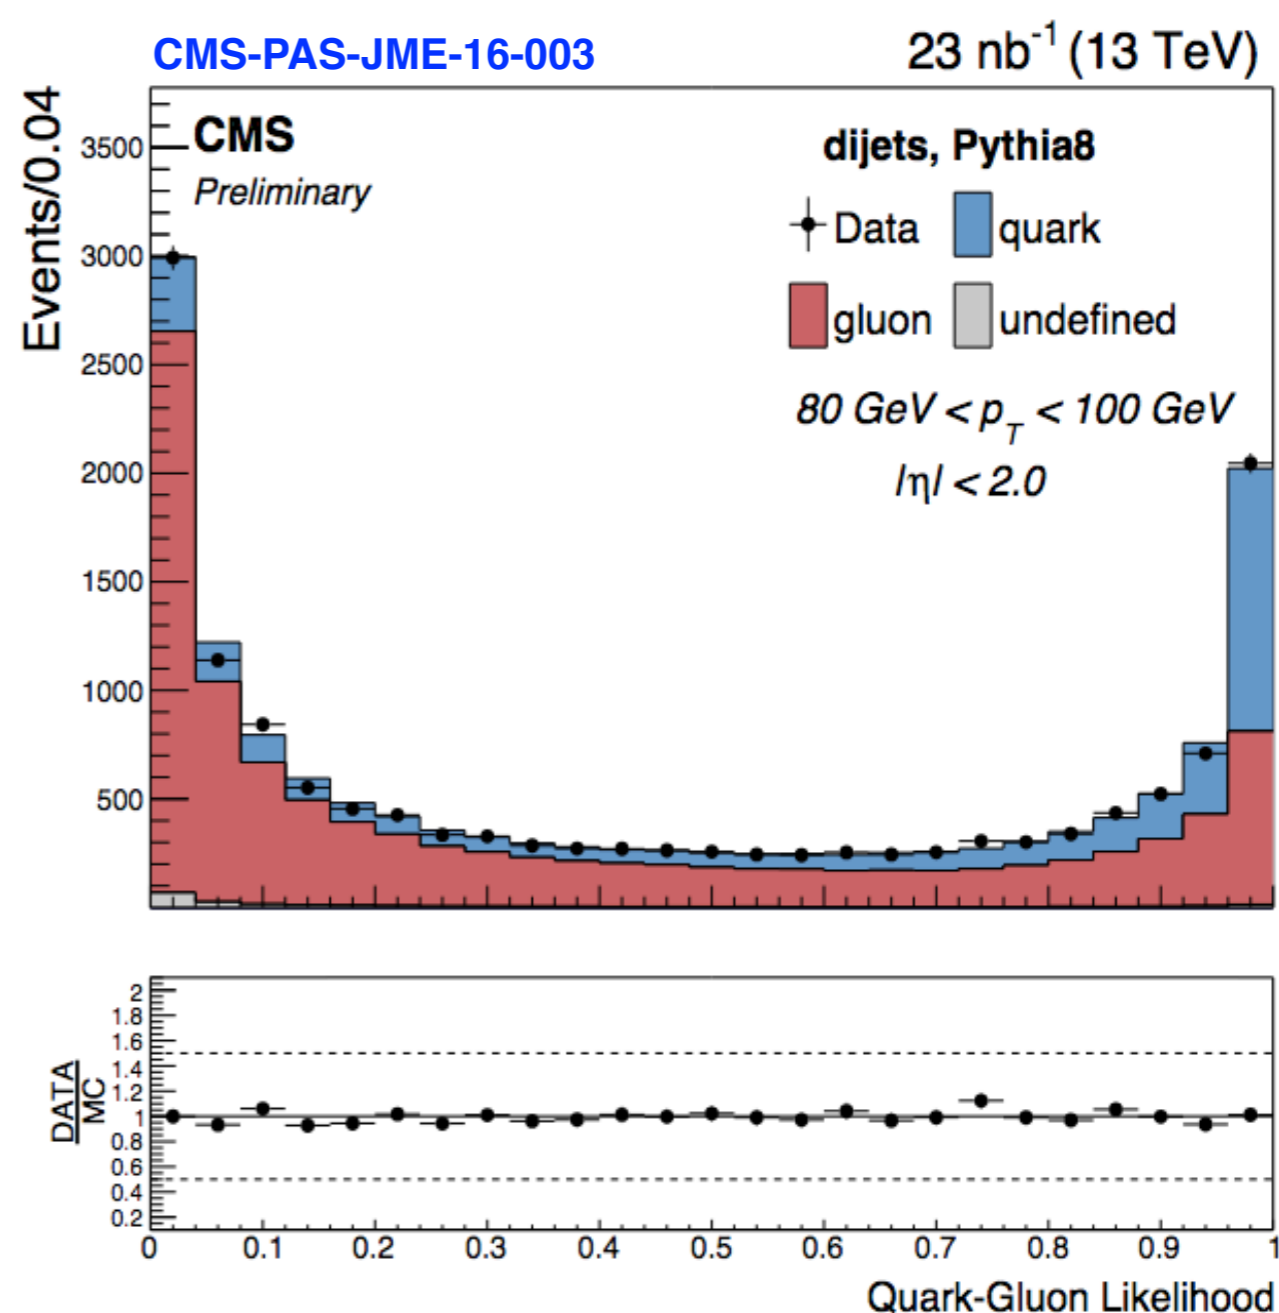 CMS-PAS-JME-16-003
23 nb-1 (13 TeV)
Events/0.04
CMS
Preliminary
dijets, Pythia8
Data
quark
gluon
undefined
80 GeV < pT < 100 GeV
|η| < 2.0
3500
3000
2500
2000
1500
1000
500
DATA
MC
2
1.8
1.6
1.4
1.2
1
0.8
0.6
0.4
0.2
0 0.1 0.2 0.3 0.4 0.5 0.6 0.7 0.8 0.9 1
Quark-Gluon Likelihood